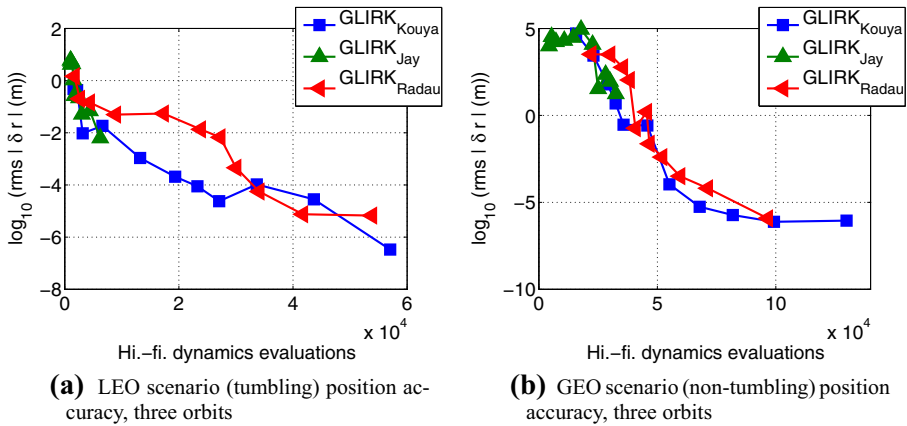 GLIRK_Kouya
GLIRK_Jay
GLIRK_Radau
log10 (rms | δ r | (m))
2
0
−2
−4
−6
−8
0
2
4
6
x 10^4
Hi.−fi. dynamics evaluations
(a) LEO scenario (tumbling) position ac-
curacy, three orbits
GLIRK_Kouya
GLIRK_Jay
GLIRK_Radau
log10 (rms | δ r | (m))
5
0
−5
−10
0
5
10
x 10^4
Hi.−fi. dynamics evaluations
(b) GEO scenario (non-tumbling) position
accuracy, three orbits